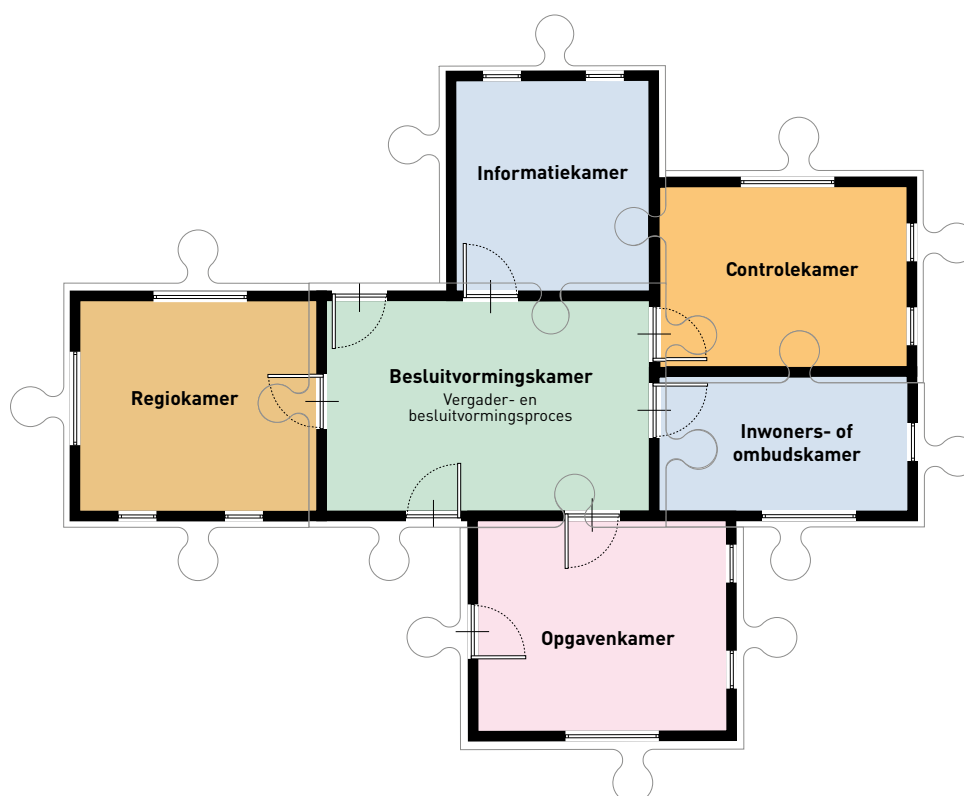 Informatiekamer
Controlekamer
Regiokamer
Besluitvormingskamer
Vergader- en
besluitvormingsproces
Inwoners- of
ombudskamer
Opgavenkamer